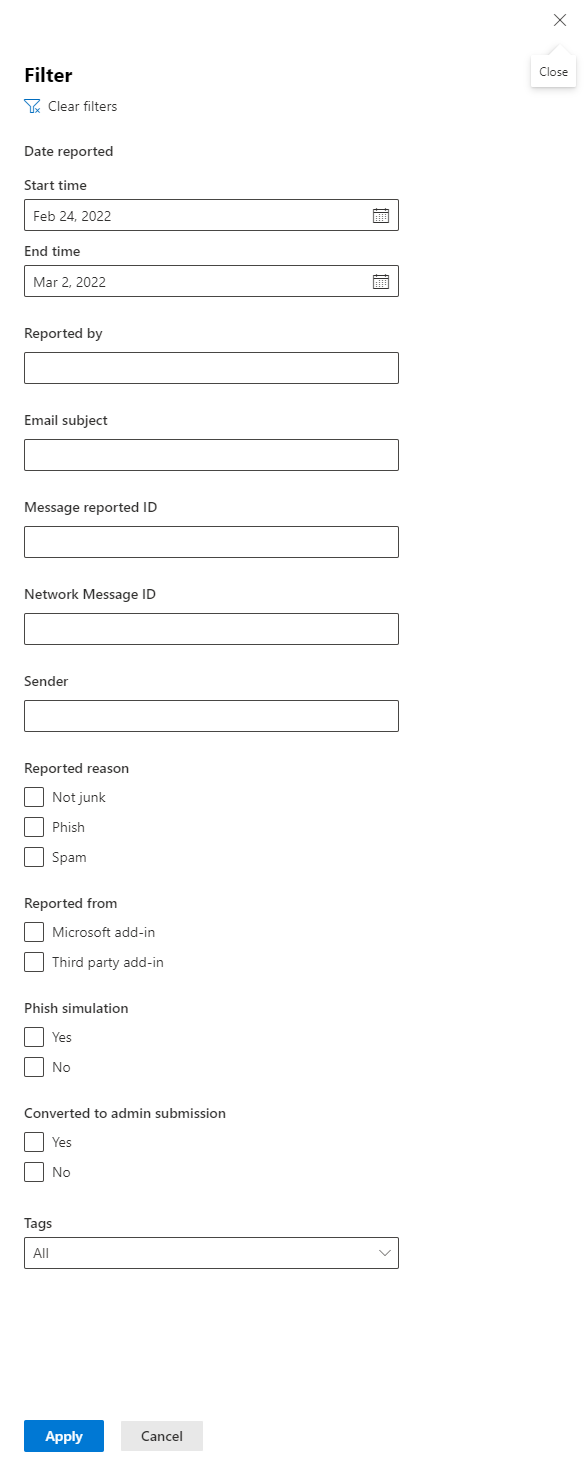 Close
Filter
Clear filters
Date reported
Start time
Feb 24, 2022
End time
Mar 2, 2022
Reported by
Email subject
Message reported ID
Network Message ID
Sender
Reported reason
Not junk
Phish
Spam
Reported from
Microsoft add-in
Third party add-in
Phish simulation
Yes
No
Converted to admin submission
Yes
No
Tags
All
Apply Cancel